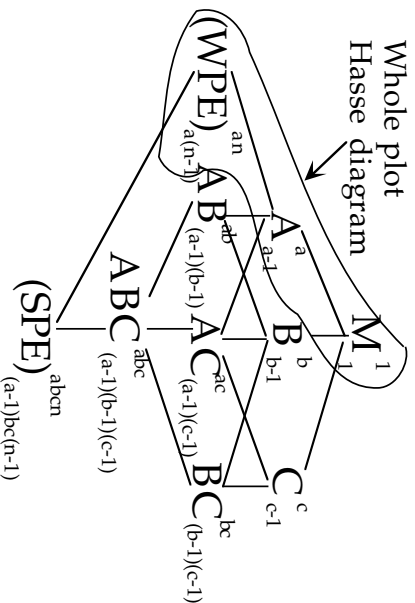 Whole plot
Hasse diagram
M 1 1
A a a-1
B b b-1
C c c-1
(WPE) an a(n-1)
AB ab (a-1)(b-1)
AC ac (a-1)(c-1)
BC bc (b-1)(c-1)
ABC abc (a-1)(b-1)(c-1)
(SPE) abcn (a-1)bc(n-1)